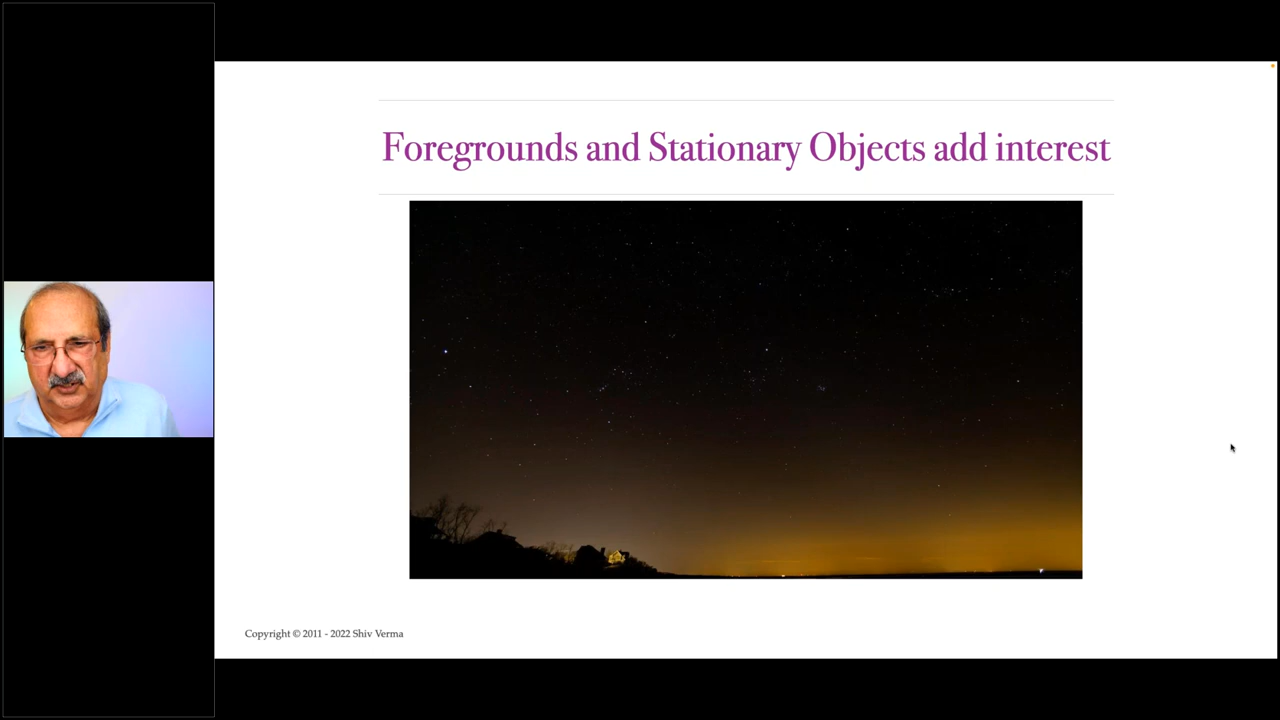 Foregrounds and Stationary Objects add interest
Copyright © 2011 - 2022 Shiv Verma